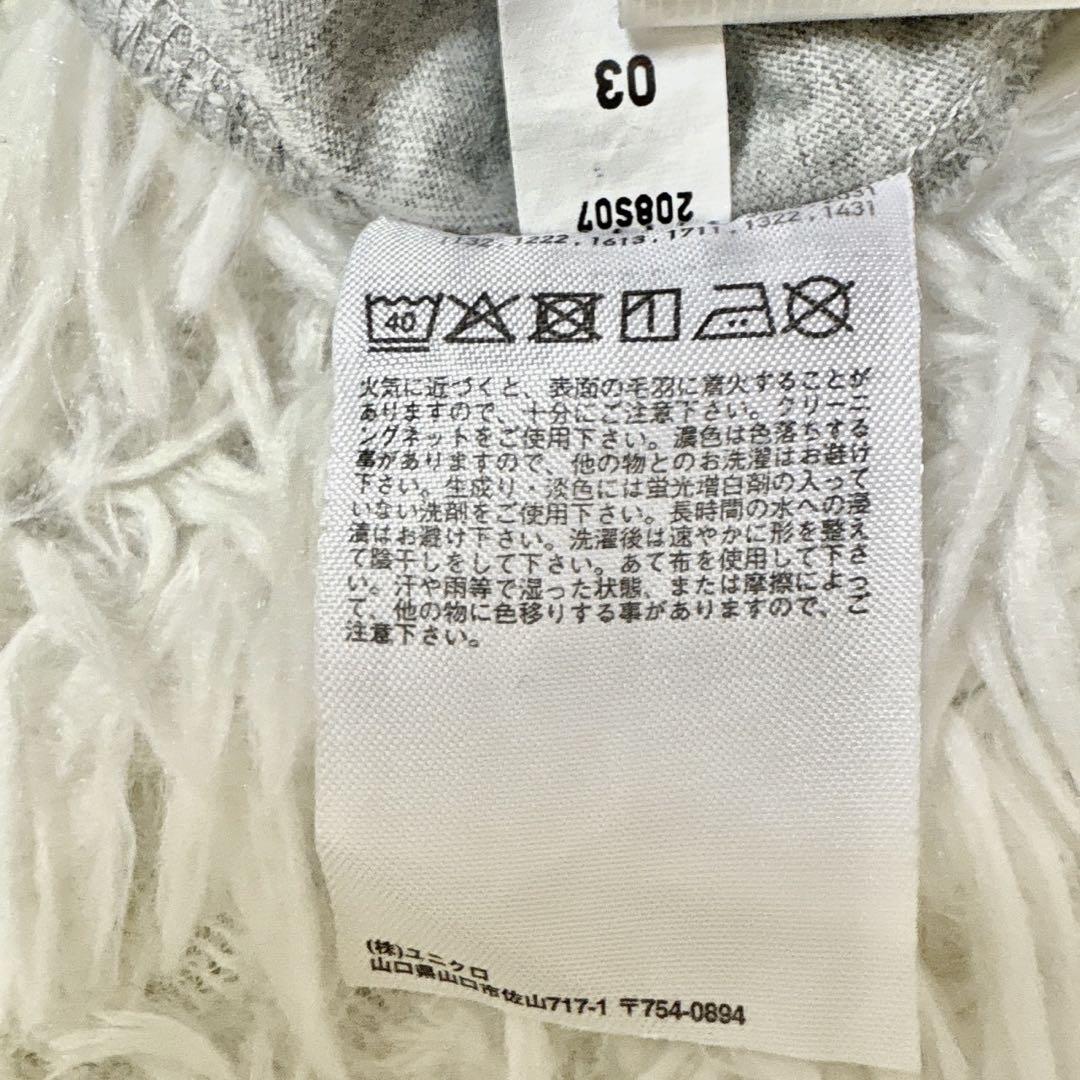 03
208S07
1132,1222,1613,1711,1322,1431
40
火気に近づくと、表面の毛羽に着火することが
ありますので、十分にご注意下さい。クリーニ
ングネットをご使用下さい。濃色は色落ちする
事がありますので、他の物とのお洗濯はお避け
下さい。生成り・淡色には蛍光増白剤の入って
いない洗剤をご使用下さい。長時間の水への浸
漬はお避け下さい。洗濯後は速やかに形を整え
て陰干しをして下さい。あて布を使用して下さ
い。汗や雨等で湿った状態、または摩擦によっ
て、他の物に色移りする事がありますので、ご
注意下さい。
(株)ユニクロ
山口県山口市佐山717-1 〒754-0894